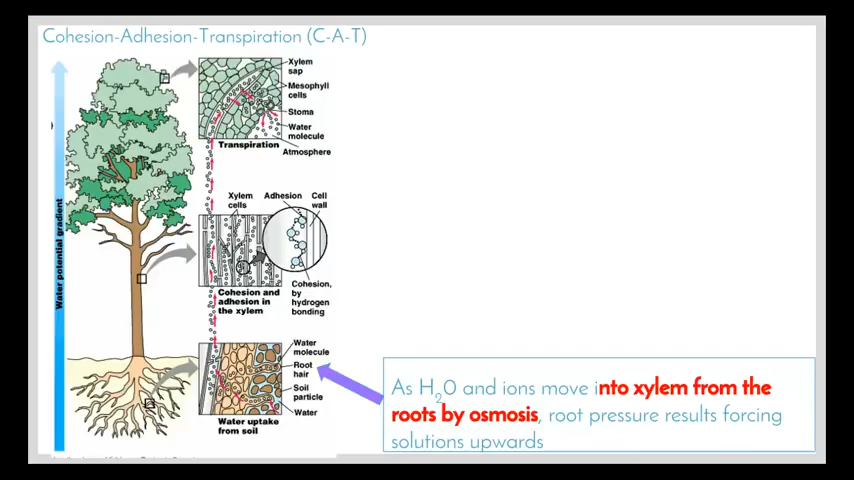 Cohesion-Adhesion-Transpiration (C-A-T)
Xylem
sap
Mesophyll
cells
Stoma
Water
molecule
Transpiration
Atmosphere
Water potential gradient
Xylem
cells
Adhesion
Cell
wall
Cohesion and
adhesion in
the xylem
Cohesion,
by
hydrogen
bonding
Water
molecule
Root
hair
Soil
particle
Water
Water uptake
from soil
As H2O and ions move into xylem from the
roots by osmosis, root pressure results forcing
solutions upwards